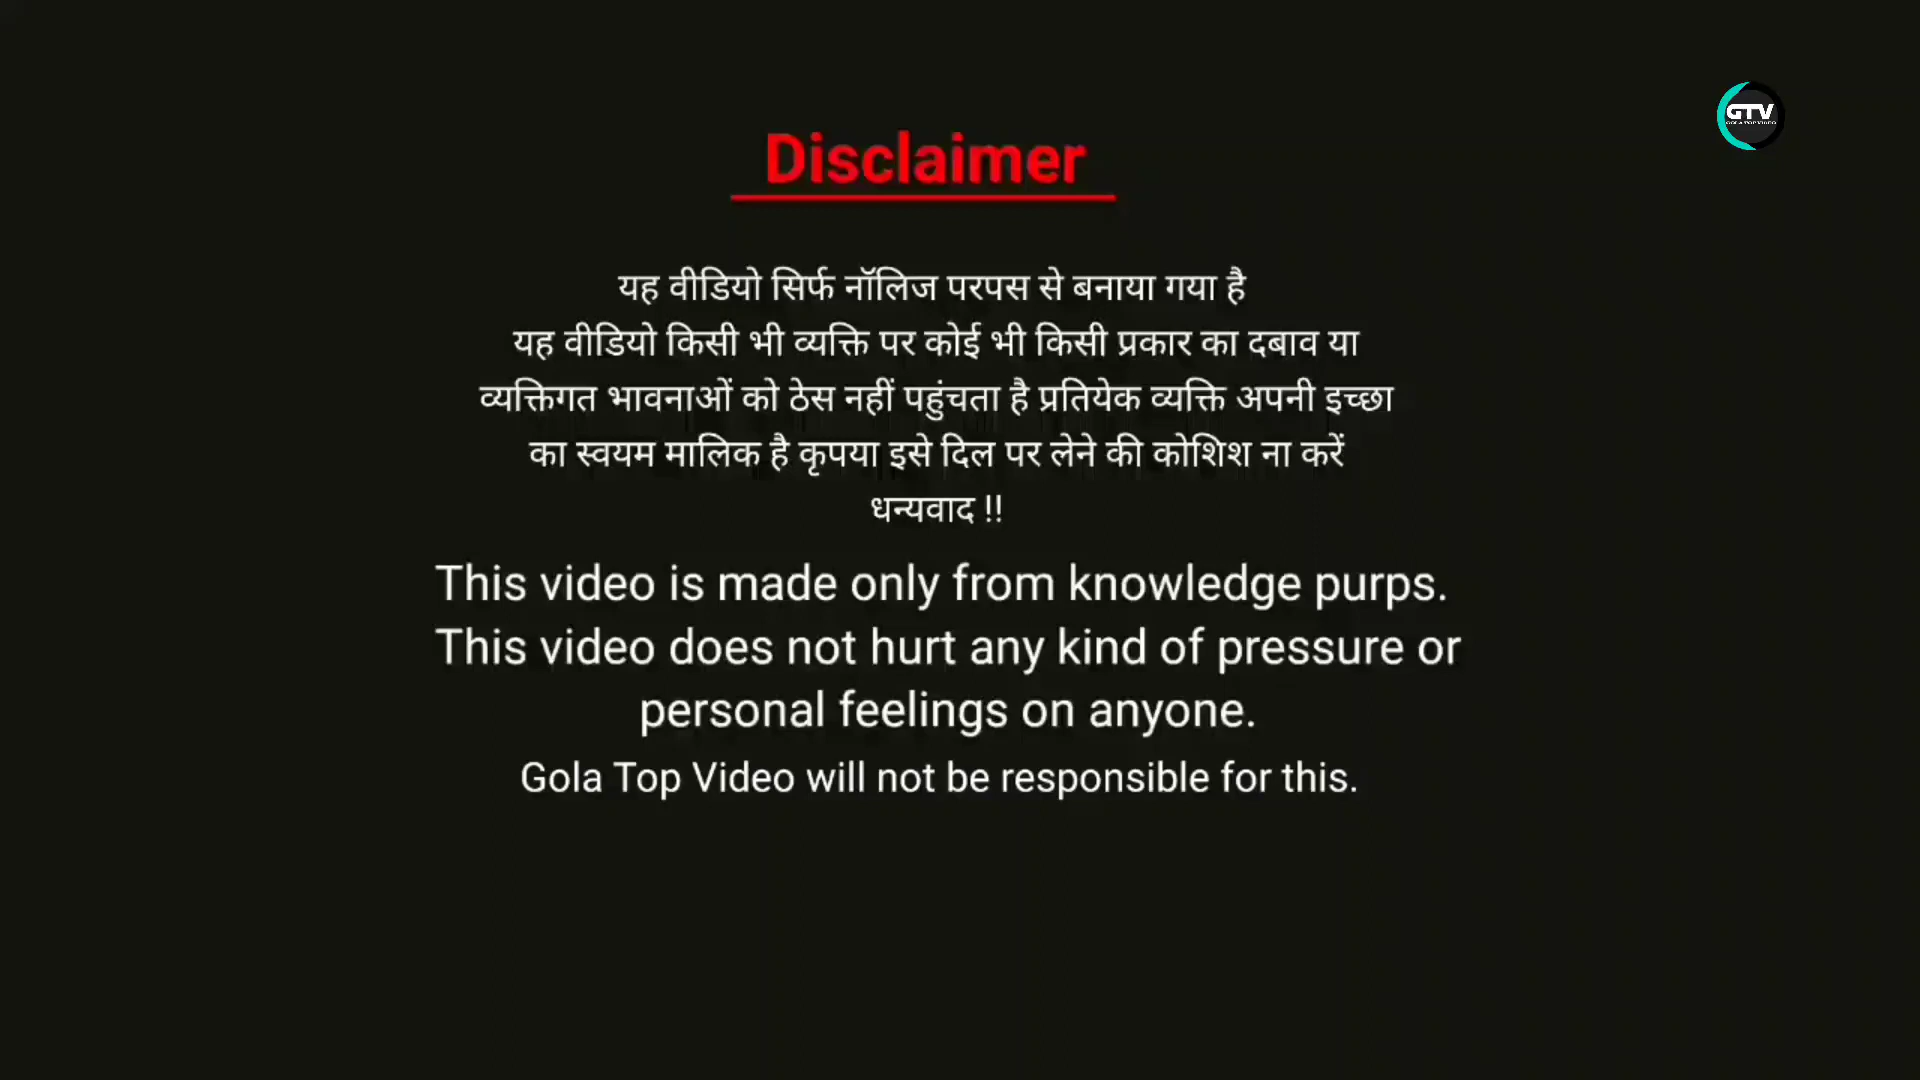 GTV
Disclaimer
यह वीडियो सिर्फ नॉलिज परपस से बनाया गया है
यह वीडियो किसी भी व्यक्ति पर कोई भी किसी प्रकार का दबाव या
व्यक्तिगत भावनाओं को ठेस नहीं पहुंचता है प्रतियेक व्यक्ति अपनी इच्छा
का स्वयम मालिक है कृपया इसे दिल पर लेने की कोशिश ना करें
धन्यवाद !!
This video is made only from knowledge purps.
This video does not hurt any kind of pressure or
personal feelings on anyone.
Gola Top Video will not be responsible for this.